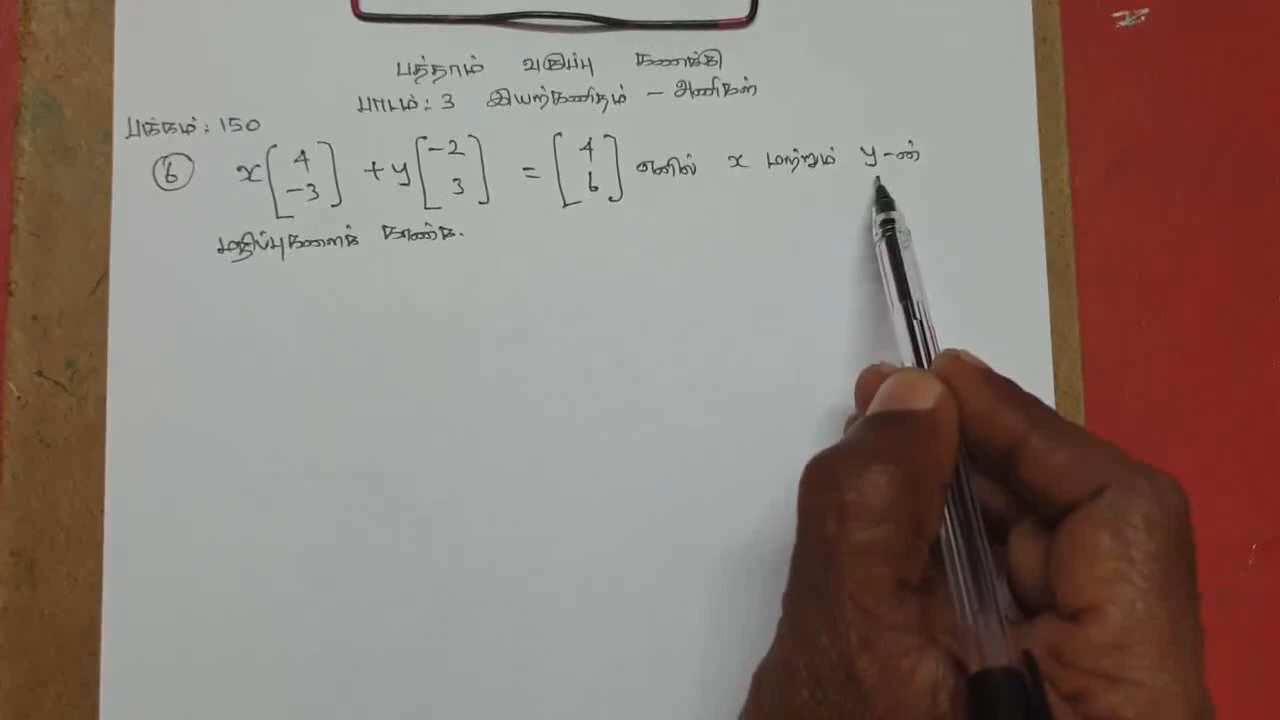 பத்தாம் வகுப்பு கணக்கு
பாடம் : 3 இயற்கணிதம் - அணிகள்
பக்கம் : 150
6 x [4 -3] + y [-2 3] = [4 6] எனில் x மற்றும் y-ன்
மதிப்புகளைக் காண்க.